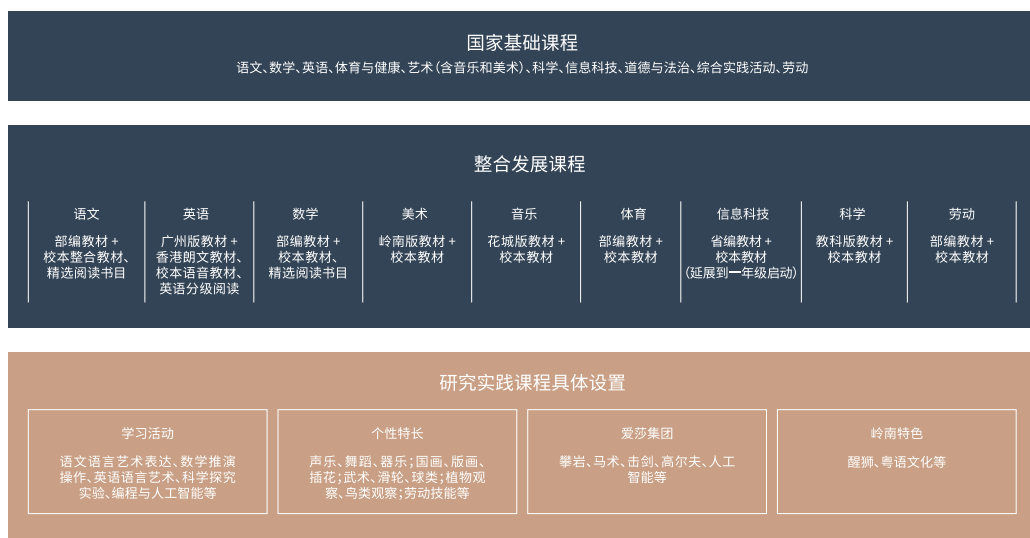 国家基础课程
语文、数学、英语、体育与健康、艺术(含音乐和美术)、科学、信息科技、道德与法治、综合实践活动、劳动
整合发展课程
语文
部编教材 +
校本整合教材、
精选阅读书目
英语
广州版教材 +
香港朗文教材、
校本语音教材、
英语分级阅读
数学
部编教材 +
校本教材、
精选阅读书目
美术
岭南版教材 +
校本教材
音乐
花城版教材 +
校本教材
体育
部编教材 +
校本教材
信息科技
省编教材 +
校本教材
(延展到一年级启动)
科学
教科版教材 +
校本教材
劳动
部编教材 +
校本教材
研究实践课程具体设置
学习活动
语文语言艺术表达、数学推演
操作、英语语言艺术、科学探究
实验、编程与人工智能等
个性特长
声乐、舞蹈、器乐；国画、版画、
插花；武术、滑轮、球类；植物观
察、鸟类观察；劳动技能等
爱莎集团
攀岩、马术、击剑、高尔夫、人工
智能等
岭南特色
醒狮、粤语文化等